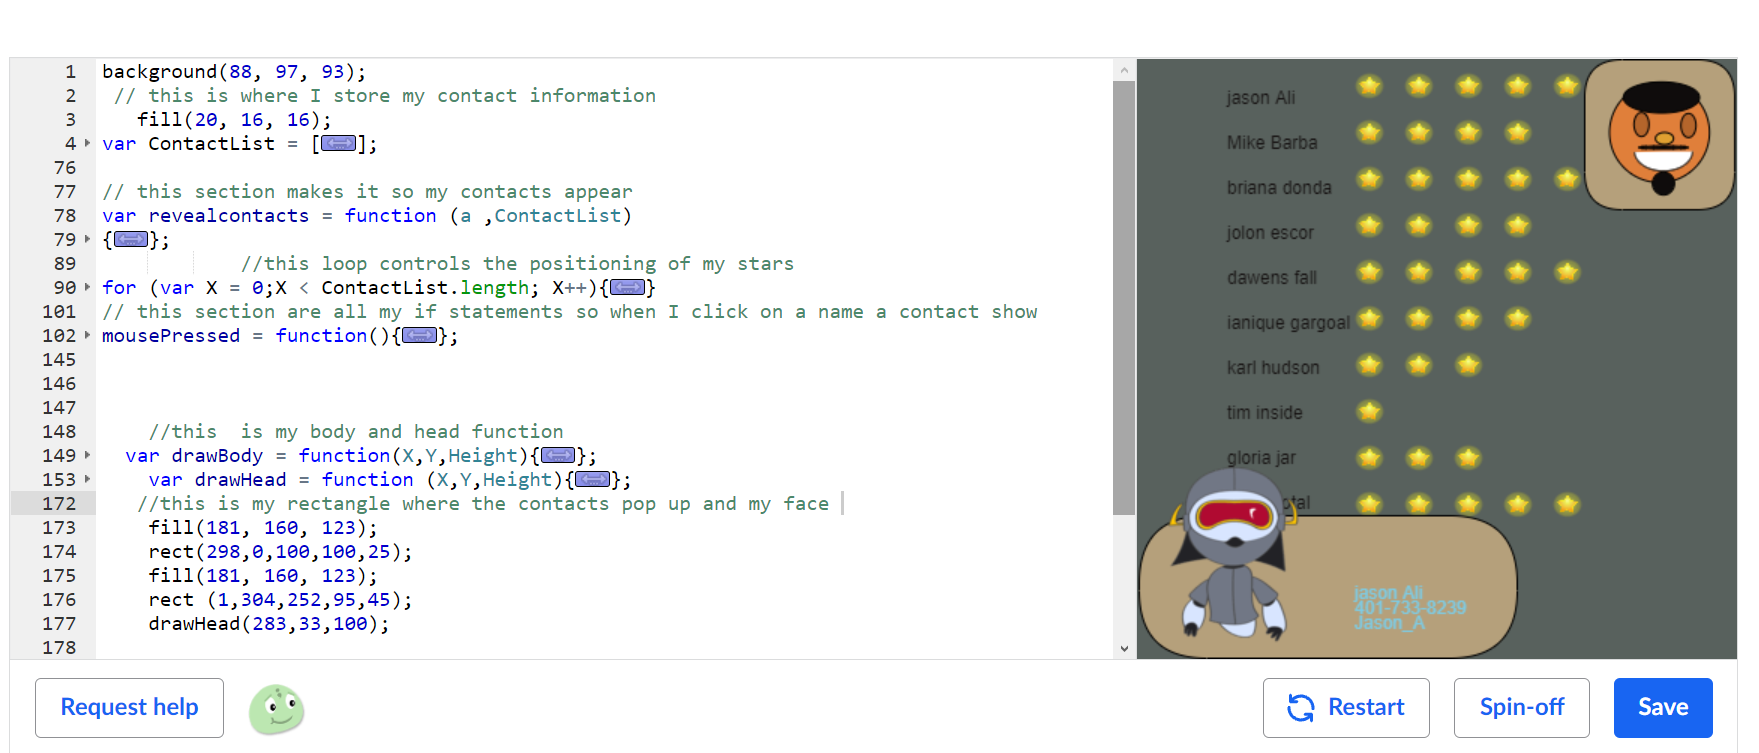 1 background(88, 97, 93);
2 // this is where I store my contact information
3 fill(20, 16, 16);
4 var ContactList = [];
76
77 // this section makes it so my contacts appear
78 var revealcontacts = function (a ,ContactList)
79 {};
89 //this loop controls the positioning of my stars
90 for (var X = 0;X < ContactList.length; X++){}
101 // this section are all my if statements so when I click on a name a contact show
102 mousePressed = function(){};
145
146
147
148 //this  is my body and head function
149 var drawBody = function(X,Y,Height){};
153 var drawHead = function (X,Y,Height){};
172 //this is my rectangle where the contacts pop up and my face
173 fill(181, 160, 123);
174 rect(298,0,100,100,25);
175 fill(181, 160, 123);
176 rect (1,304,252,95,45);
177 drawHead(283,33,100);
178
jason Ali
Mike Barba
briana donda
jolon escor
dawens fall
ianique gargoal
karl hudson
tim inside
gloria jar
jason Ali
401-733-8239
Jason_A
Request help
Restart
Spin-off
Save